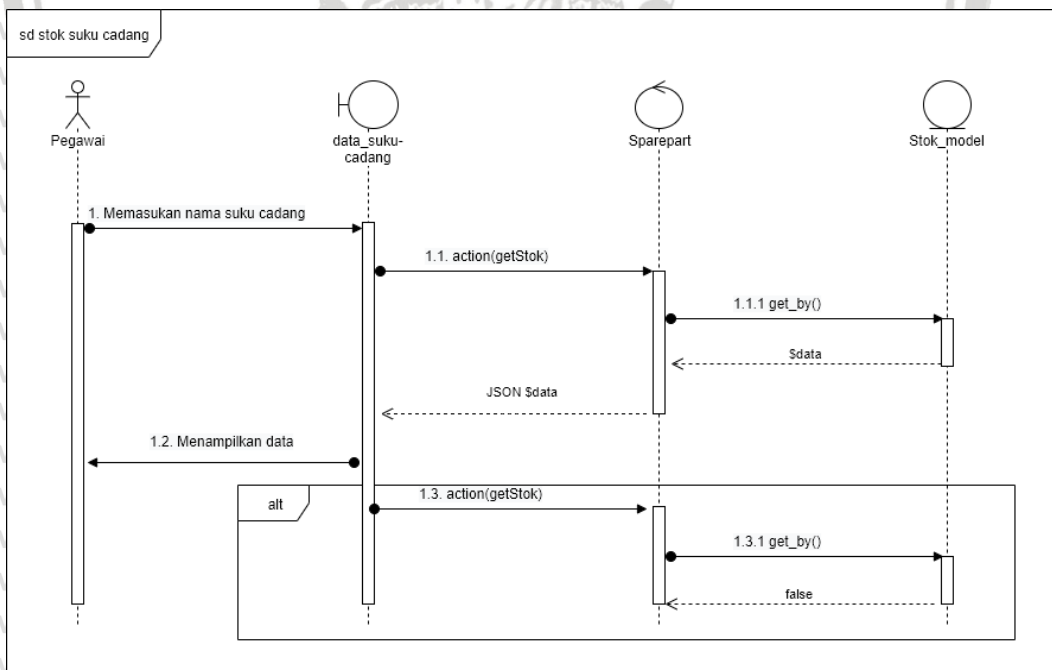 sd stok suku cadang
Pegawai
data_suku-
cadang
Sparepart
Stok_model
1. Memasukan nama suku cadang
1.1. action(getStok)
1.1.1 get_by()
$data
JSON $data
1.2. Menampilkan data
alt
1.3. action(getStok)
1.3.1 get_by()
false